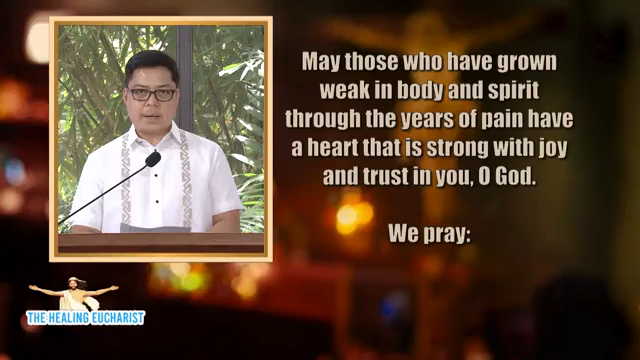 May those who have grown
weak in body and spirit
through the years of pain have
a heart that is strong with joy
and trust in you, O God.
We pray:
THE HEALING EUCHARIST